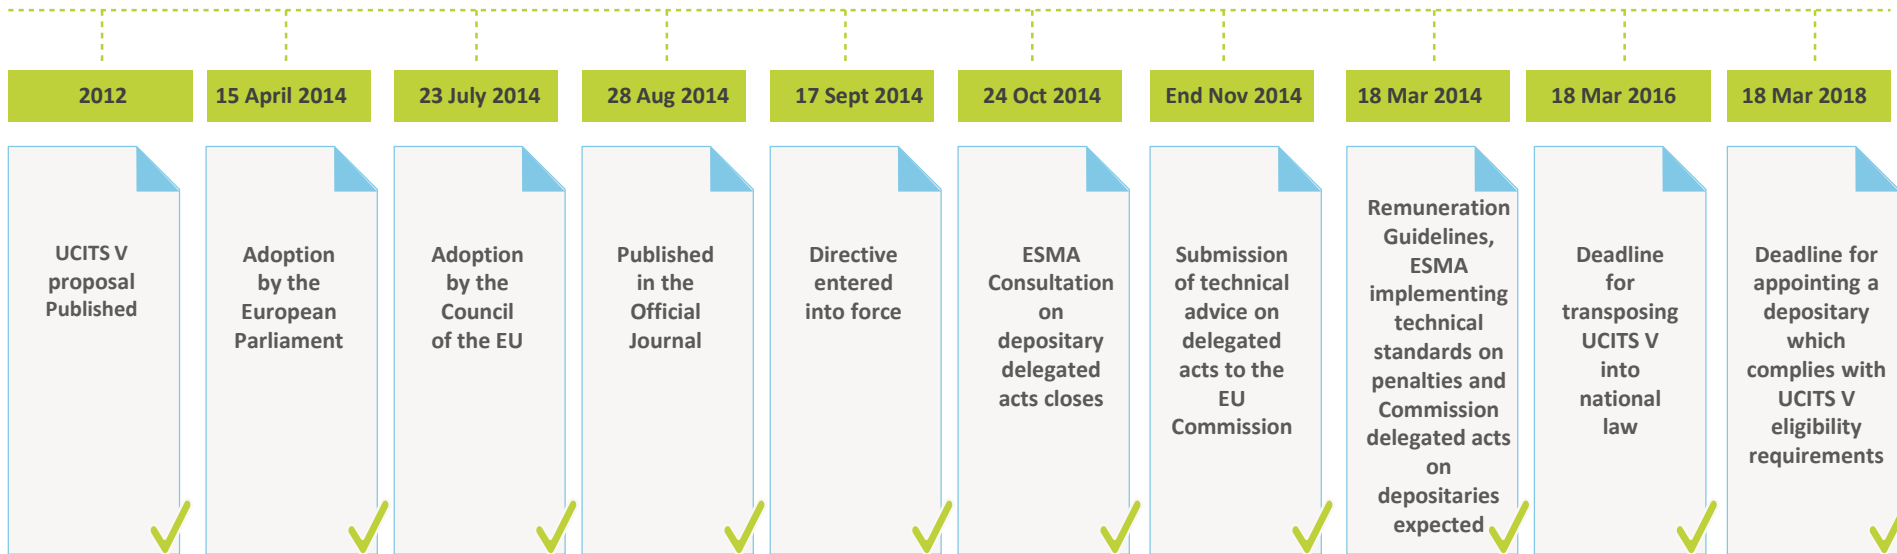 2012
UCITS V
proposal
Published
15 April 2014
Adoption
by the
European
Parliament
23 July 2014
Adoption
by the
Council
of the EU
28 Aug 2014
Published
in the
Official
Journal
17 Sept 2014
Directive
entered
into force
24 Oct 2014
ESMA
Consultation
on
depositary
delegated
acts closes
End Nov 2014
Submission
of technical
advice on
delegated
acts to the
EU
Commission
18 Mar 2014
Remuneration
Guidelines,
ESMA
implementing
technical
standards on
penalties and
Commission
delegated acts
on
depositaries
expected
18 Mar 2016
Deadline
for
transposing
UCITS V
into
national
law
18 Mar 2018
Deadline for
appointing a
depositary
which
complies with
UCITS V
eligibility
requirements